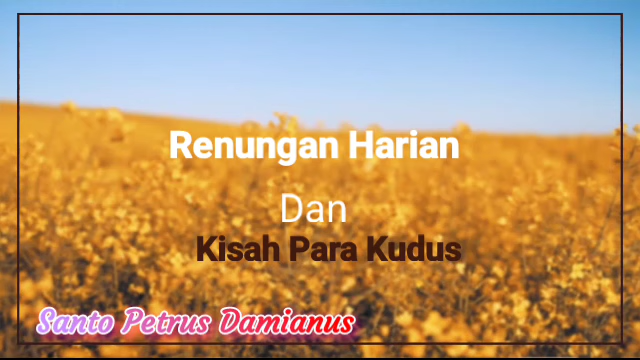 Renungan Harian
Dan
Kisah Para Kudus
Santo Petrus Damianus